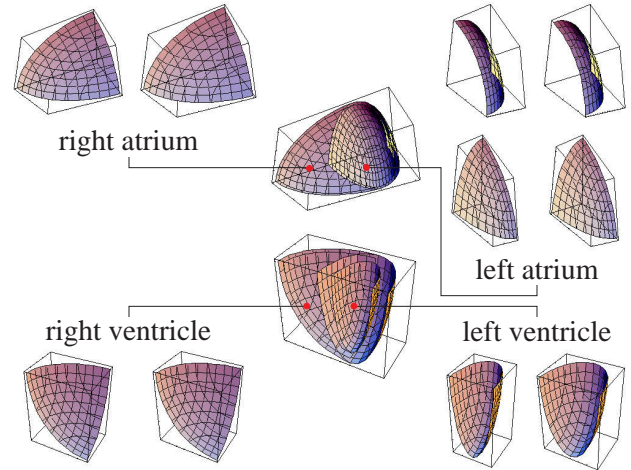 right atrium
left atrium
right ventricle
left ventricle